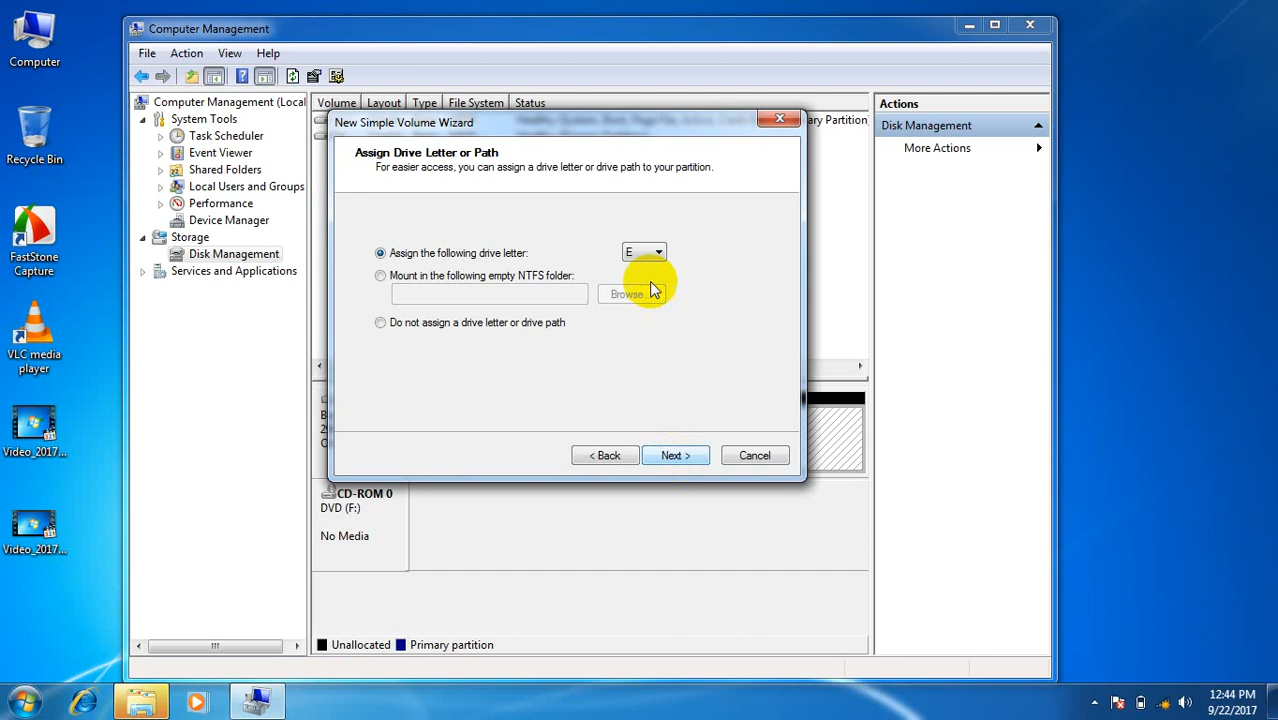 Computer
Recycle Bin
FastStone
Capture
VLC media
player
Video_2017...
Video_2017...
Computer Management
File Action View Help
Computer Management (Local
System Tools
Task Scheduler
Event Viewer
Shared Folders
Local Users and Groups
Performance
Device Manager
Storage
Disk Management
Services and Applications
Volume Layout Type File System Status
Primary Partition
New Simple Volume Wizard
Assign Drive Letter or Path
For easier access, you can assign a drive letter or drive path to your partition.
Assign the following drive letter: E
Mount in the following empty NTFS folder:
Browse...
Do not assign a drive letter or drive path
< Back Next > Cancel
CD-ROM 0
DVD (F:)
No Media
Unallocated Primary partition
Actions
Disk Management
More Actions
12:44 PM
9/22/2017